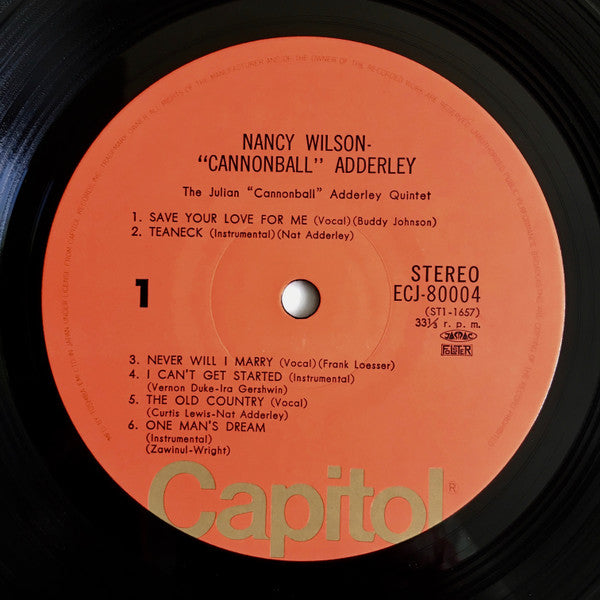 NANCY WILSON-
"CANNONBALL" ADDERLEY
The Julian "Cannonball" Adderley Quintet
1. SAVE YOUR LOVE FOR ME (Vocal) (Buddy Johnson)
2. TEANECK (Instrumental) (Nat Adderley)
1
STEREO
ECJ-80004
(ST1-1657)
33⅓ r. p. m.
JASRAC
3. NEVER WILL I MARRY (Vocal) (Frank Loesser)
4. I CAN'T GET STARTED (Instrumental)
(Vernon Duke-Ira Gershwin)
5. THE OLD COUNTRY (Vocal)
(Curtis Lewis-Nat Adderley)
6. ONE MAN'S DREAM
(Instrumental)
(Zawinul-Wright)
Capitol®